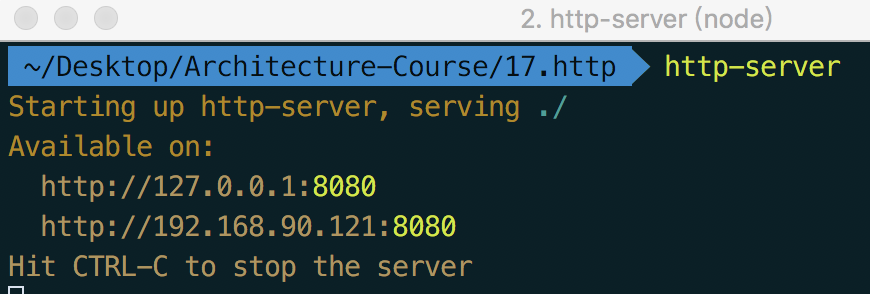 2. http-server (node)
~/Desktop/Architecture-Course/17.http http-server
Starting up http-server, serving ./
Available on:
  http://127.0.0.1:8080
  http://192.168.90.121:8080
Hit CTRL-C to stop the server